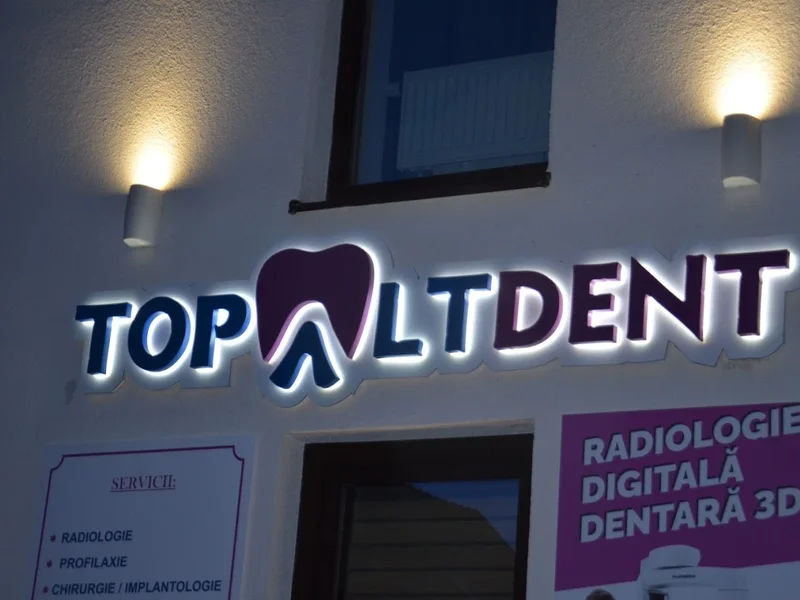 TOPALTDENT
SERVICII:
* RADIOLOGIE
* PROFILAXIE
* CHIRURGIE / IMPLANTOLOGIE
RADIOLOGIE
DIGITALĂ
DENTARĂ 3D